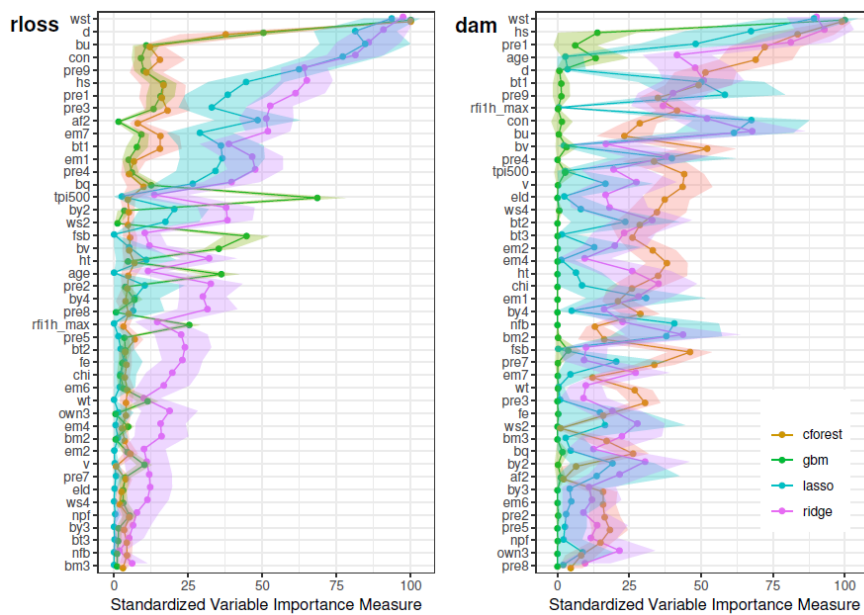 rloss
wst
d
bu
con
pre9
hs
pre1
pre3
af2
em7
bt1
em1
pre4
bq
tpi500
by2
ws2
fsb
bv
ht
age
pre2
by4
pre8
rfi1h_max
pre5
bt2
fe
chi
em6
wt
own3
em4
bm2
em2
v
pre7
eld
ws4
npf
by3
bt3
nfb
bm3
0
25
50
75
100
Standardized Variable Importance Measure
dam
wst
hs
pre1
age
d
bt1
pre9
rfi1h_max
con
bu
bv
pre4
tpi500
v
eld
ws4
bt2
bt3
em2
em4
ht
chi
em1
by4
nfb
bm2
fsb
pre7
em7
wt
pre3
fe
ws2
bm3
bq
by2
af2
by3
em6
pre2
pre5
npf
own3
pre8
0
25
50
75
100
Standardized Variable Importance Measure
cforest
gbm
lasso
ridge